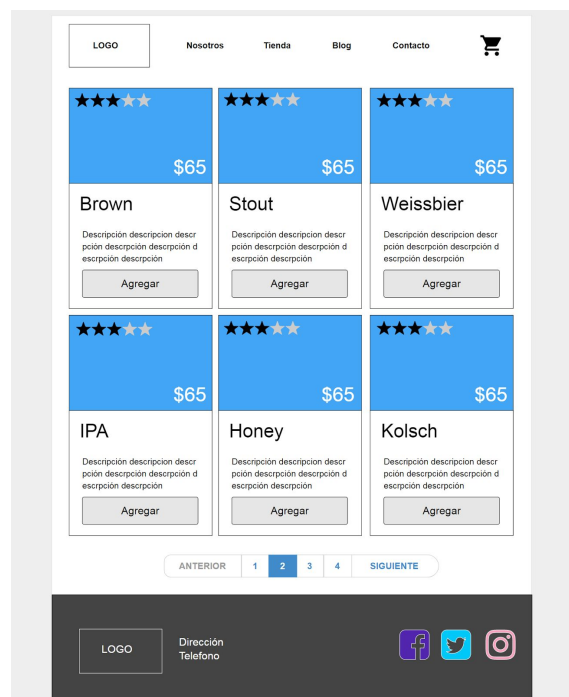 LOGO Nosotros Tienda Blog Contacto
$65 $65 $65
Brown Stout Weissbier
Descripción descripcion descr
pción descrpción descrpción d
escrpción descrpción
Descripción descripcion descr
pción descrpción descrpción d
escrpción descrpción
Descripción descripcion descr
pción descrpción descrpción d
escrpción descrpción
Agregar Agregar Agregar
$65 $65 $65
IPA Honey Kolsch
Descripción descripcion descr
pción descrpción descrpción d
escrpción descrpción
Descripción descripcion descr
pción descrpción descrpción d
escrpción descrpción
Descripción descripcion descr
pción descrpción descrpción d
escrpción descrpción
Agregar Agregar Agregar
ANTERIOR 1 2 3 4 SIGUIENTE
LOGO
Dirección
Telefono